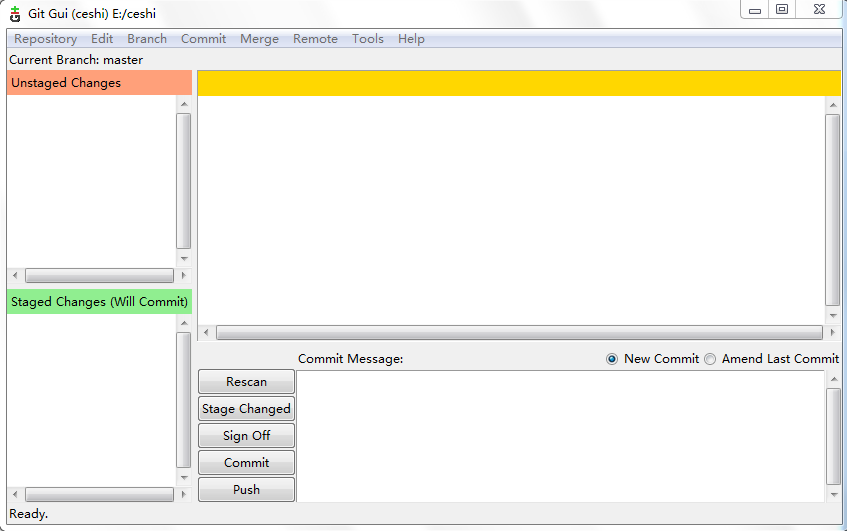 Git Gui (ceshi) E:/ceshi
Repository Edit Branch Commit Merge Remote Tools Help
Current Branch: master
Unstaged Changes
Staged Changes (Will Commit)
Commit Message:
New Commit
Amend Last Commit
Rescan
Stage Changed
Sign Off
Commit
Push
Ready.